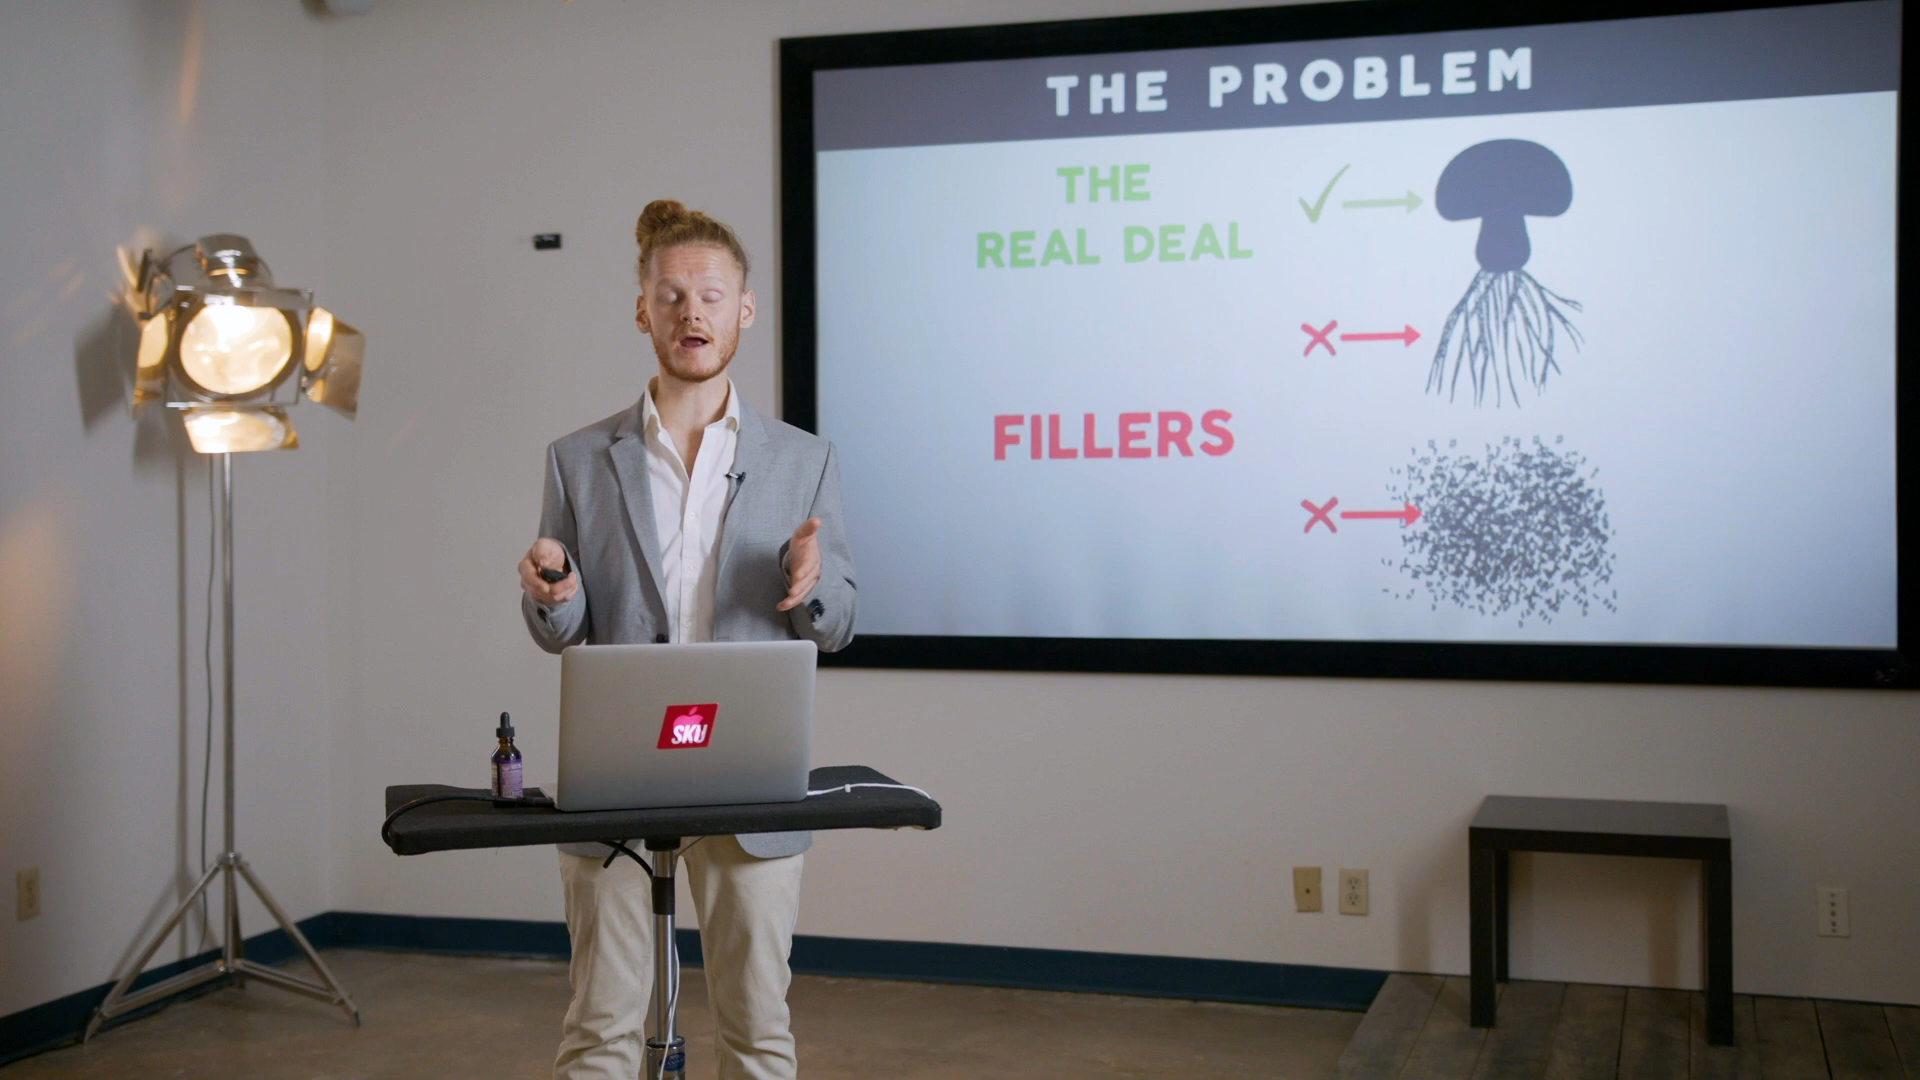 THE PROBLEM
THE
REAL DEAL
FILLERS
SKU